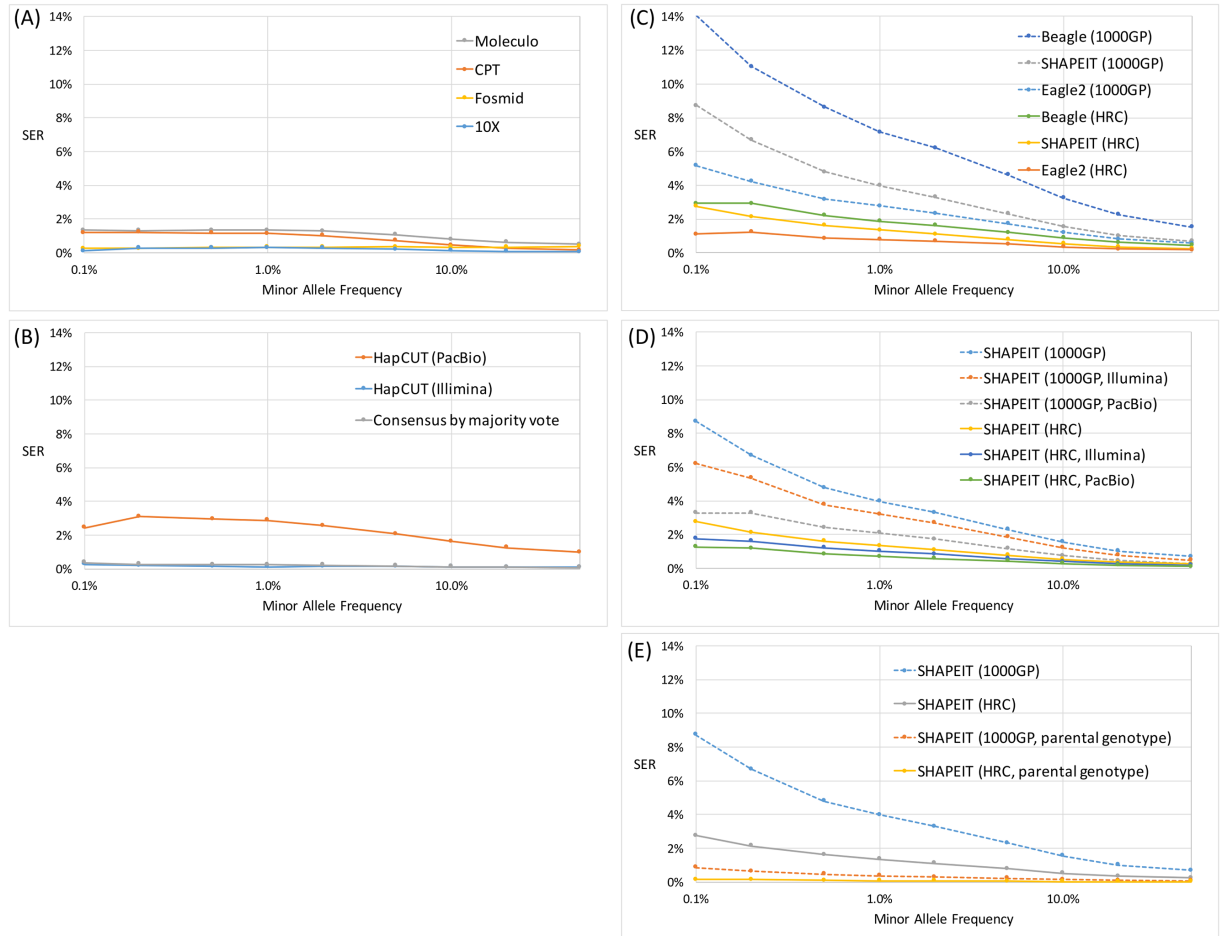 (A)
14%
12%
10%
8%
6%
4%
2%
0%
SER
0.1%
1.0%
10.0%
Minor Allele Frequency
Moleculo
CPT
Fosmid
10X
(B)
14%
12%
10%
8%
6%
4%
2%
0%
SER
0.1%
1.0%
10.0%
Minor Allele Frequency
HapCUT (PacBio)
HapCUT (Illimina)
Consensus by majority vote
(C)
14%
12%
10%
8%
6%
4%
2%
0%
SER
0.1%
1.0%
10.0%
Minor Allele Frequency
Beagle (1000GP)
SHAPEIT (1000GP)
Eagle2 (1000GP)
Beagle (HRC)
SHAPEIT (HRC)
Eagle2 (HRC)
(D)
14%
12%
10%
8%
6%
4%
2%
0%
SER
0.1%
1.0%
10.0%
Minor Allele Frequency
SHAPEIT (1000GP)
SHAPEIT (1000GP, Illumina)
SHAPEIT (1000GP, PacBio)
SHAPEIT (HRC)
SHAPEIT (HRC, Illumina)
SHAPEIT (HRC, PacBio)
(E)
14%
12%
10%
8%
6%
4%
2%
0%
SER
0.1%
1.0%
10.0%
Minor Allele Frequency
SHAPEIT (1000GP)
SHAPEIT (HRC)
SHAPEIT (1000GP, parental genotype)
SHAPEIT (HRC, parental genotype)